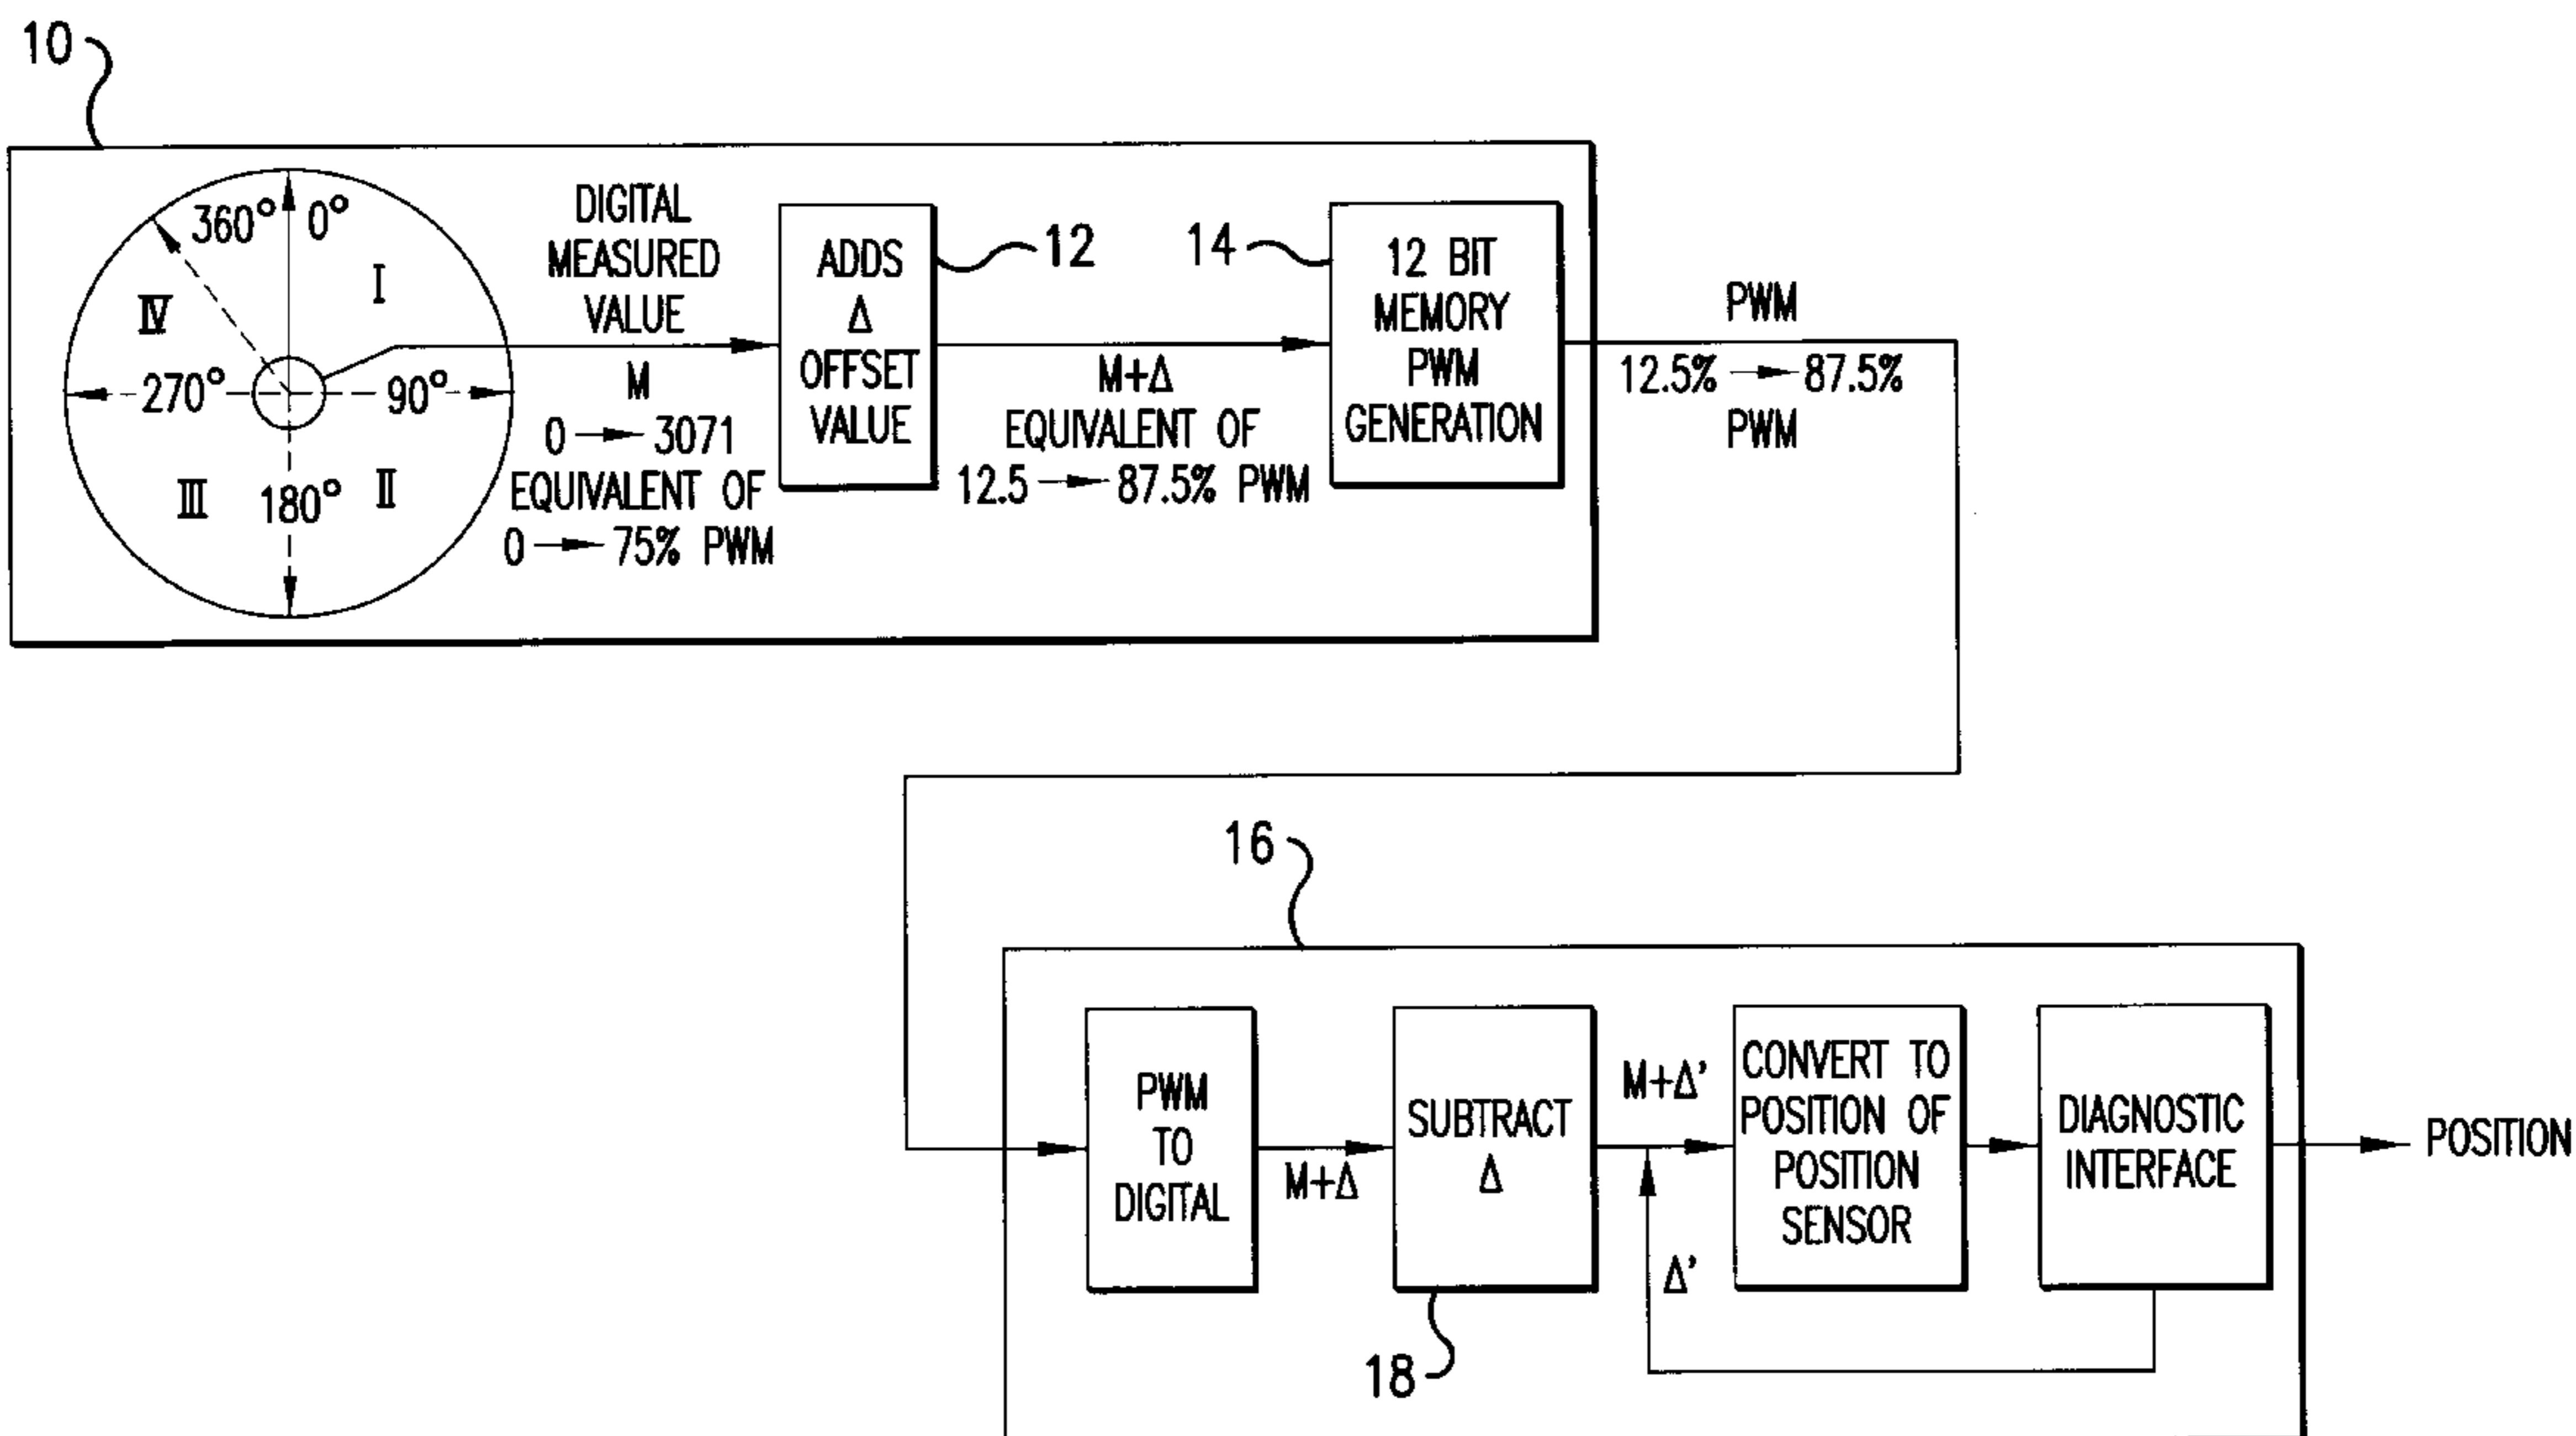 10
360° 0°
I
IV
270° 90°
III 180° II
DIGITAL
MEASURED
VALUE
M
0 → 3071
EQUIVALENT OF
0 → 75% PWM
ADDS
Δ
OFFSET
VALUE
12
M+Δ
EQUIVALENT OF
12.5 → 87.5% PWM
14
12 BIT
MEMORY
PWM
GENERATION
PWM
12.5% → 87.5%
PWM
16
PWM
TO
DIGITAL
M+Δ
SUBTRACT
Δ
18
M+Δ'
Δ'
CONVERT TO
POSITION OF
POSITION
SENSOR
DIAGNOSTIC
INTERFACE
POSITION